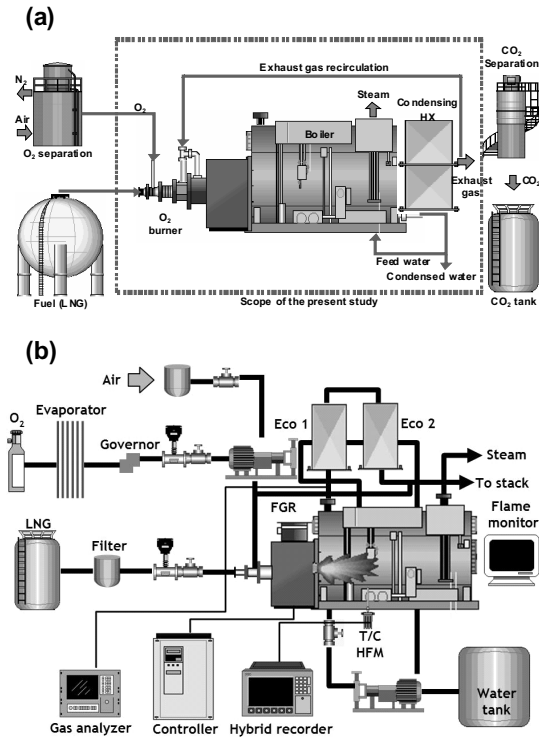 (a)
Exhaust gas recirculation
CO₂
Separation
N₂
O₂
Steam
Condensing
HX
Air
Boiler
O₂ separation
Exhaust
gas
CO₂
O₂
burner
Feed water
Condensed water
Fuel (LNG)
Scope of the present study
CO₂ tank
(b)
Air
O₂
Evaporator
Governor
Eco 1
Eco 2
Steam
To stack
LNG
Filter
FGR
Flame
monitor
T/C
HFM
Water
tank
Gas analyzer
Controller
Hybrid recorder